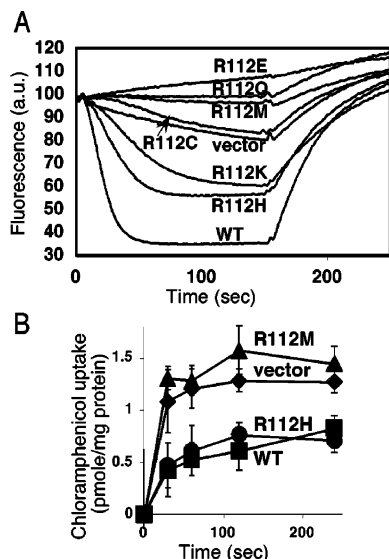 A
Fluorescence (a.u.)
120
110
100
90
80
70
60
50
40
30
R112E
R112Q
R112M
R112C
vector
R112K
R112H
WT
0
100
200
Time (sec)
B
Chloramphenicol uptake
(pmole/mg protein)
1.5
1
0.5
0
R112M
vector
R112H
WT
0
100
200
Time (sec)